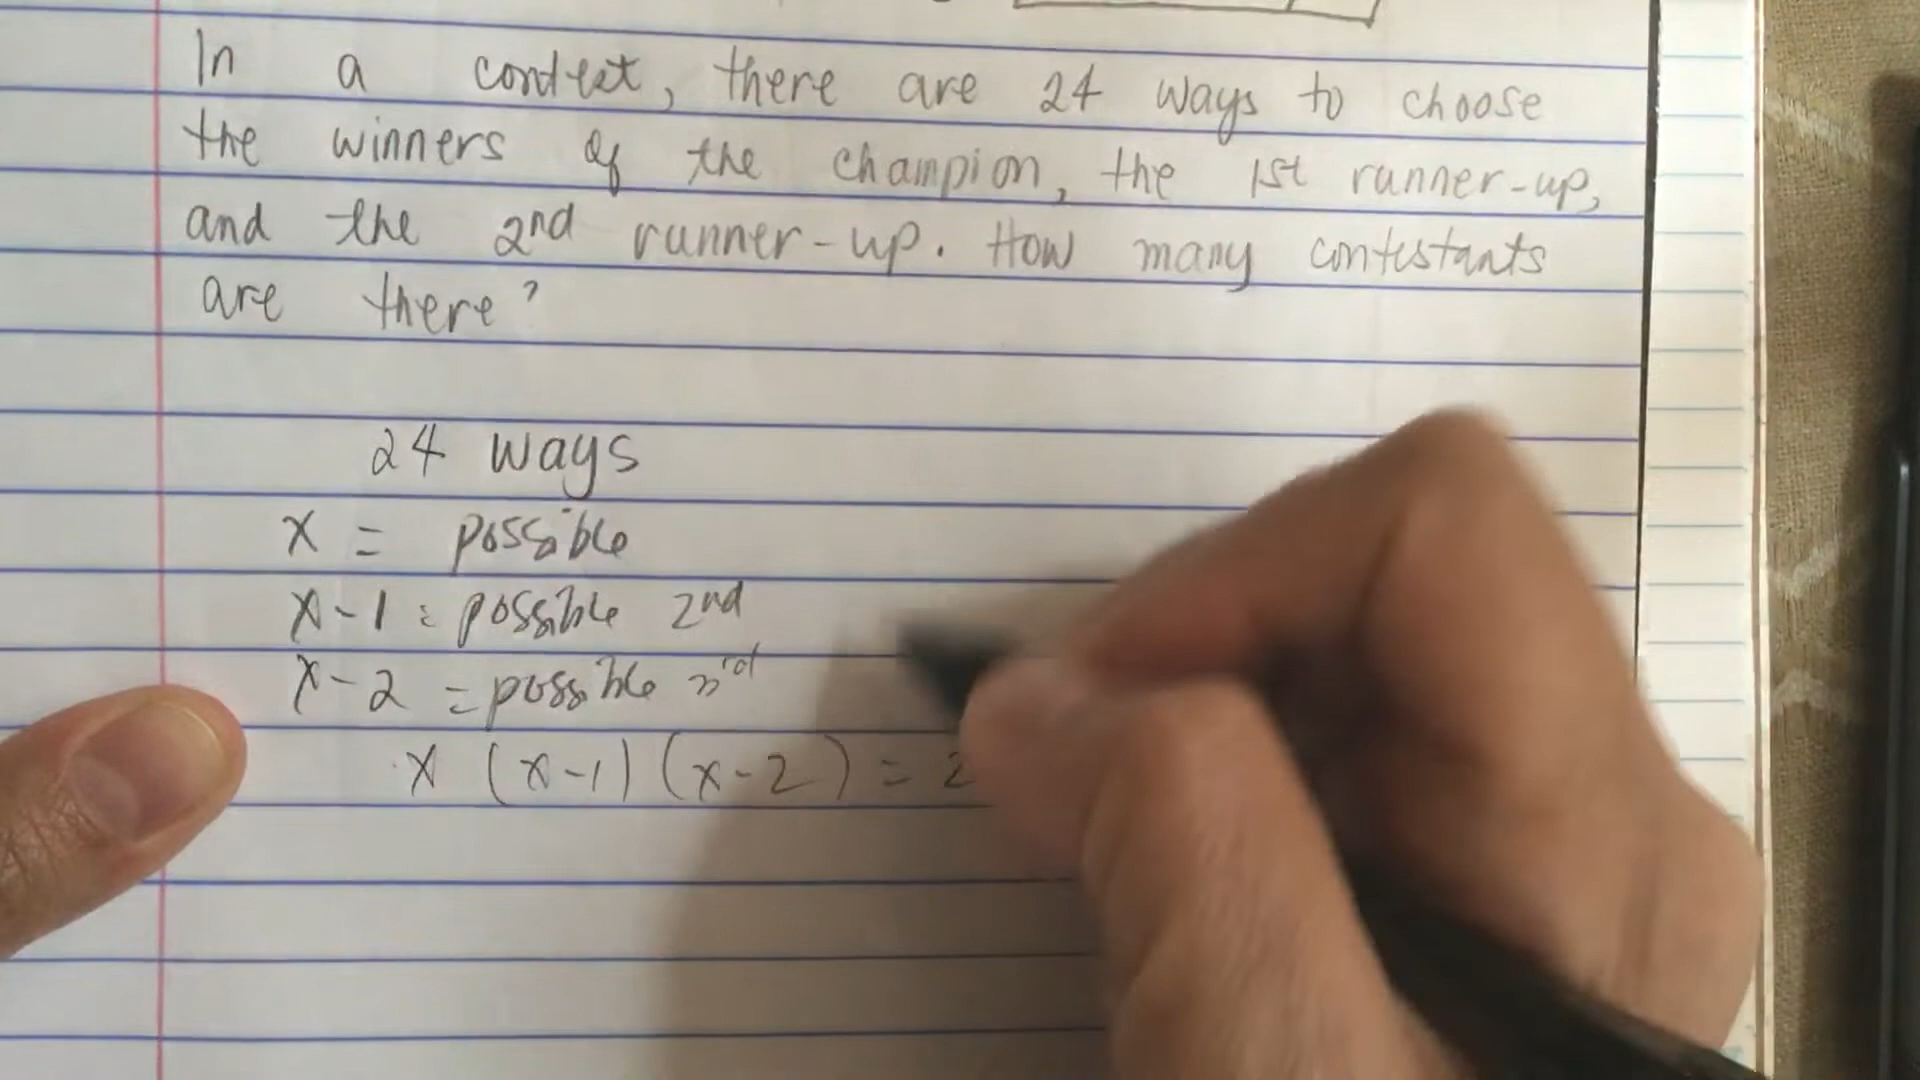 In a contest, there are 24 ways to choose
the winners of the champion, the 1st runner-up,
and the 2nd runner-up. How many contestants
are there?
24 ways
x = possible
x-1 = possible 2nd
x-2 = possible 3rd
x (x-1) (x-2) = 2